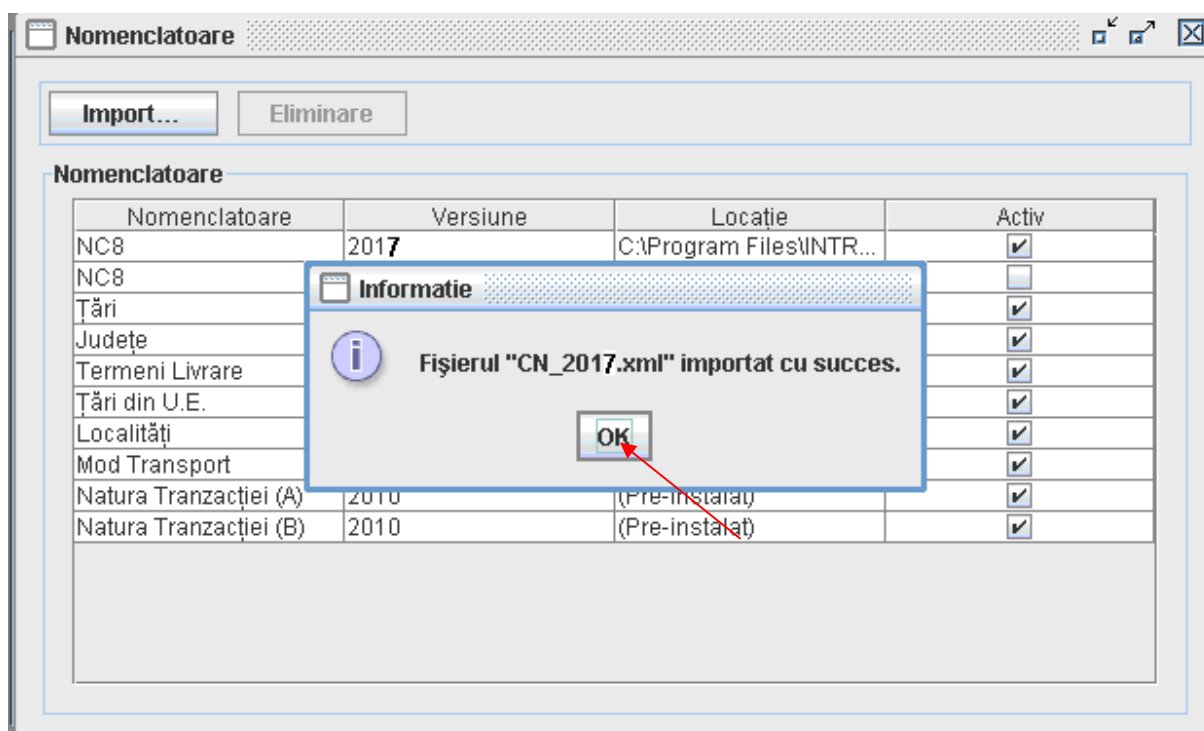 Nomenclatoare
Import... Eliminare
Nomenclatoare
Nomenclatoare Versiune Locație Activ
NC8 2017 C:\Program Files\INTR...
NC8
Țări
Județe
Termeni Livrare
Țări din U.E.
Localități
Mod Transport
Natura Tranzacției (A) 2010 (Pre-instalat)
Natura Tranzacției (B) 2010 (Pre-instalat)
Informatie
Fișierul "CN_2017.xml" importat cu succes.
OK